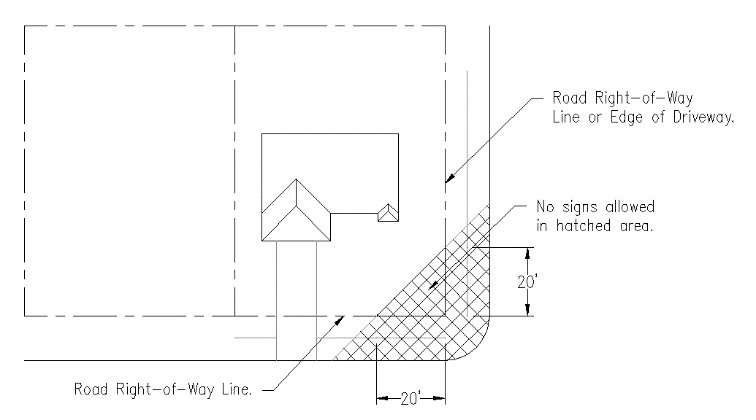 Road Right-of-Way
Line or Edge of Driveway.
No signs allowed
in hatched area.
20'
Road Right-of-Way Line.
20'